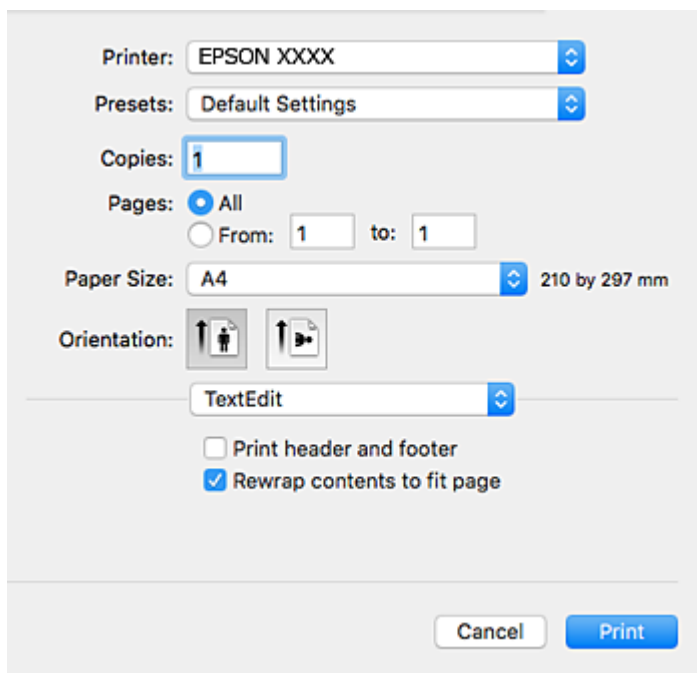 Printer: EPSON XXXX
Presets: Default Settings
Copies: 1
Pages: All
From: 1 to: 1
Paper Size: A4 210 by 297 mm
Orientation:
TextEdit
Print header and footer
Rewrap contents to fit page
Cancel Print